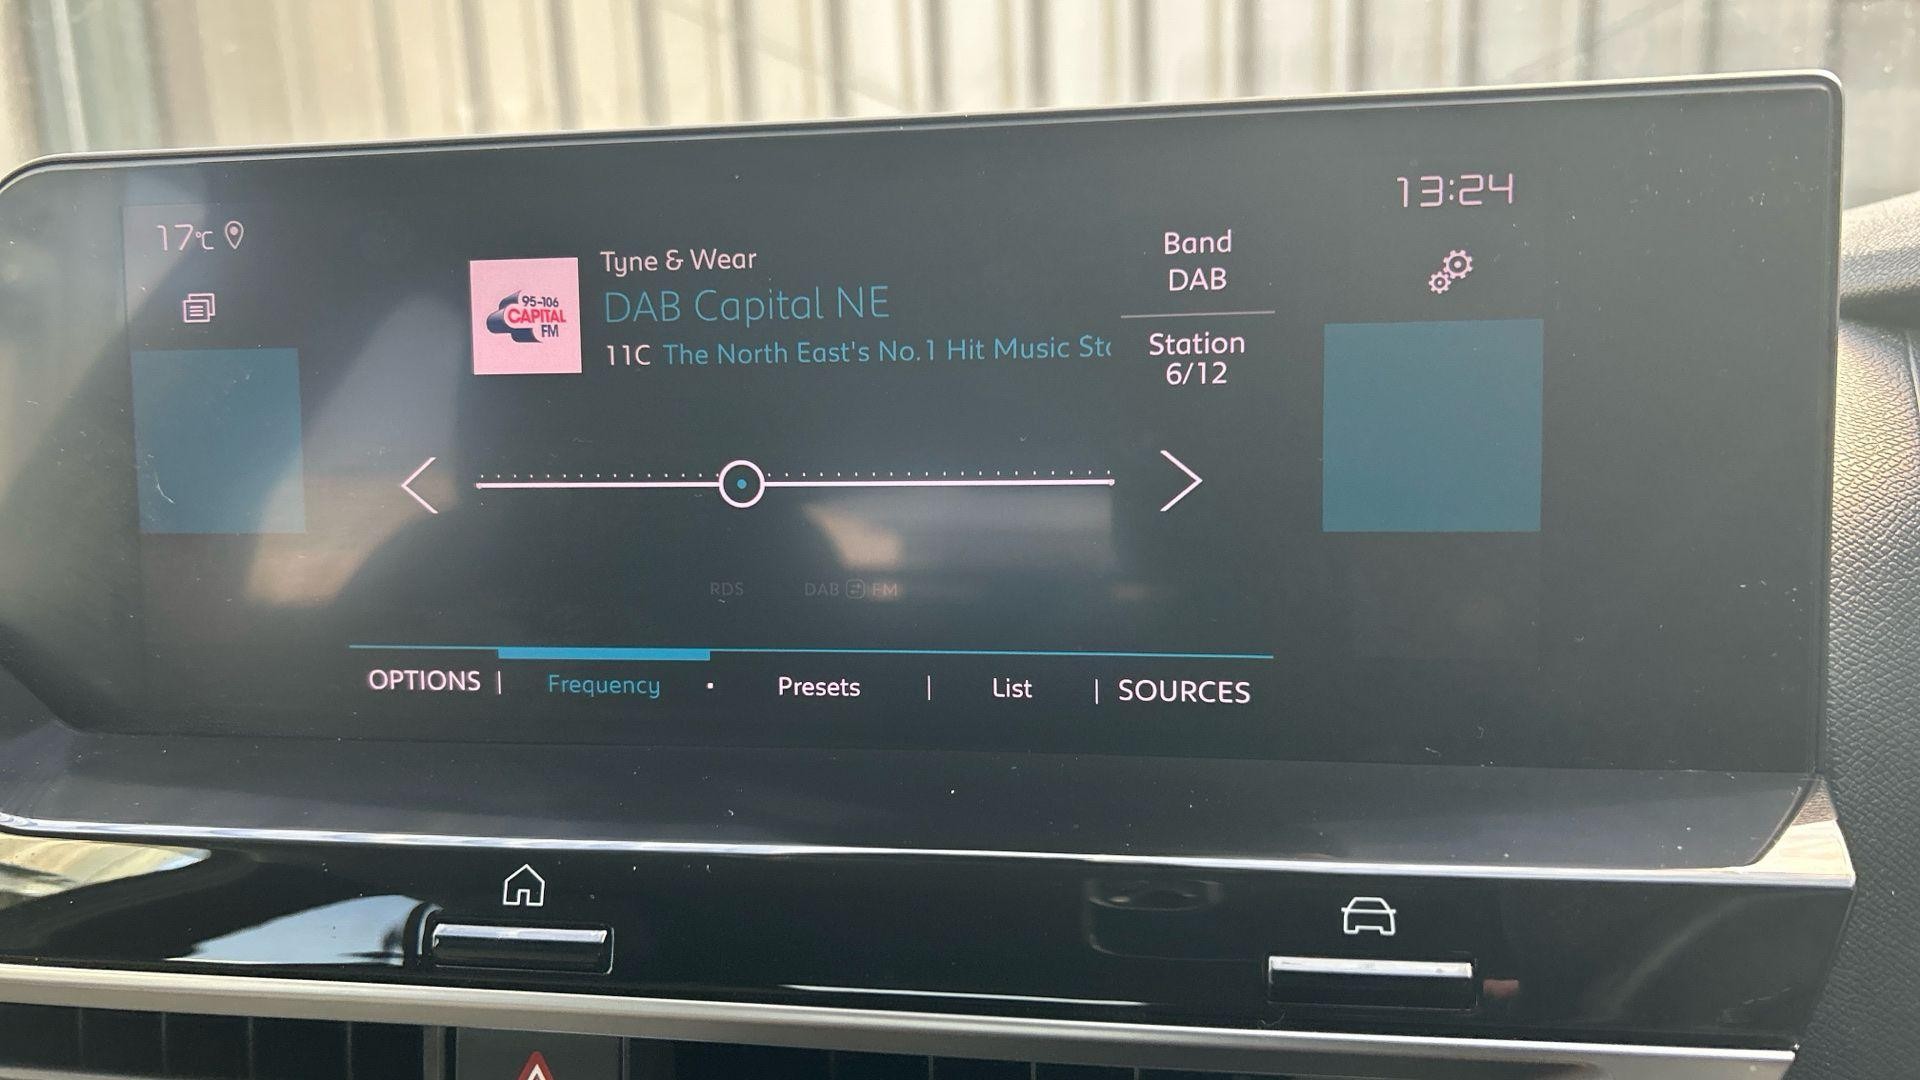 17°C
13:24
95-106
CAPITAL
FM
Tyne & Wear
DAB Capital NE
11C The North East's No.1 Hit Music Sta
Band
DAB
Station
6/12
RDS DAB FM
OPTIONS | Frequency • Presets | List | SOURCES